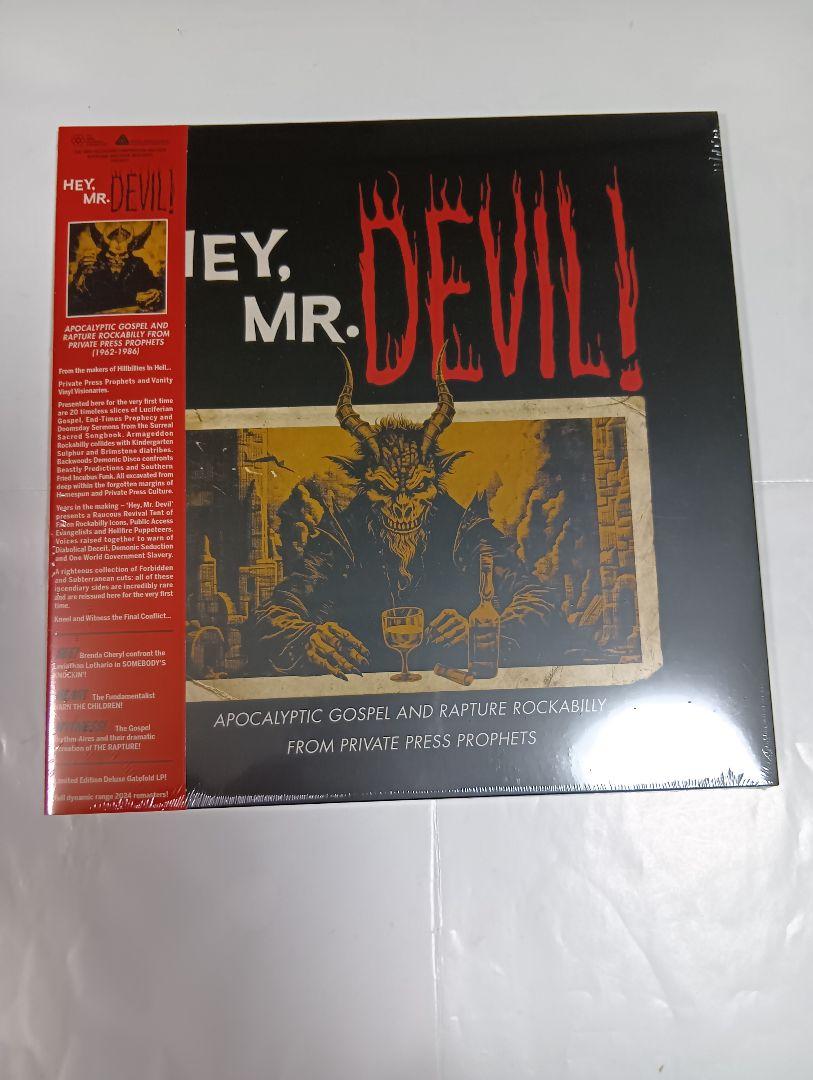 HEY,
MR. DEVIL!
APOCALYPTIC GOSPEL AND
RAPTURE ROCKABILLY FROM
PRIVATE PRESS PROPHETS
(1962-1986)
From the makers of Hillbillies In Hell...
Private Press Prophets and Vanity
Vinyl Visionaries.
Presented here for the very first time
are 20 timeless slices of Luciferian
Gospel, End-Times Prophecy and
Doomsday Sermons from the Surreal
Sacred Songbook. Armageddon
Rockabilly collides with Kindergarten
Sulphur and Brimstone diatribes.
Backwoods Demonic Disco confronts
Beastly Predictions and Southern
Fried Incubus Funk. All excavated from
deep within the forgotten margins of
Homespun and Private Press Culture.
Years in the making – 'Hey, Mr. Devil'
presents a Raucous Revival Tent of
Fallen Rockabilly Icons, Public Access
Evangelists and Hellfire Puppeteers.
Voices raised together to warn of
Diabolical Deceit, Demonic Seduction
and One World Government Slavery.
A righteous collection of Forbidden
and Subterranean cuts: all of these
incendiary sides are incredibly rare
and are reissued here for the very first
time.
Kneel and Witness the Final Conflict...
Brenda Cheryl confront the
Leviathan Lothario in SOMEBODY'S
KNOCKIN'!
The Fundamentalist
WARN THE CHILDREN!
WITNESS! The Gospel
Rhythm-Aires and their dramatic
recreation of THE RAPTURE!
Limited Edition Deluxe Gatefold LP!
Full dynamic range 2024 remasters!
HEY,
MR. DEVIL!
APOCALYPTIC GOSPEL AND RAPTURE ROCKABILLY
FROM PRIVATE PRESS PROPHETS